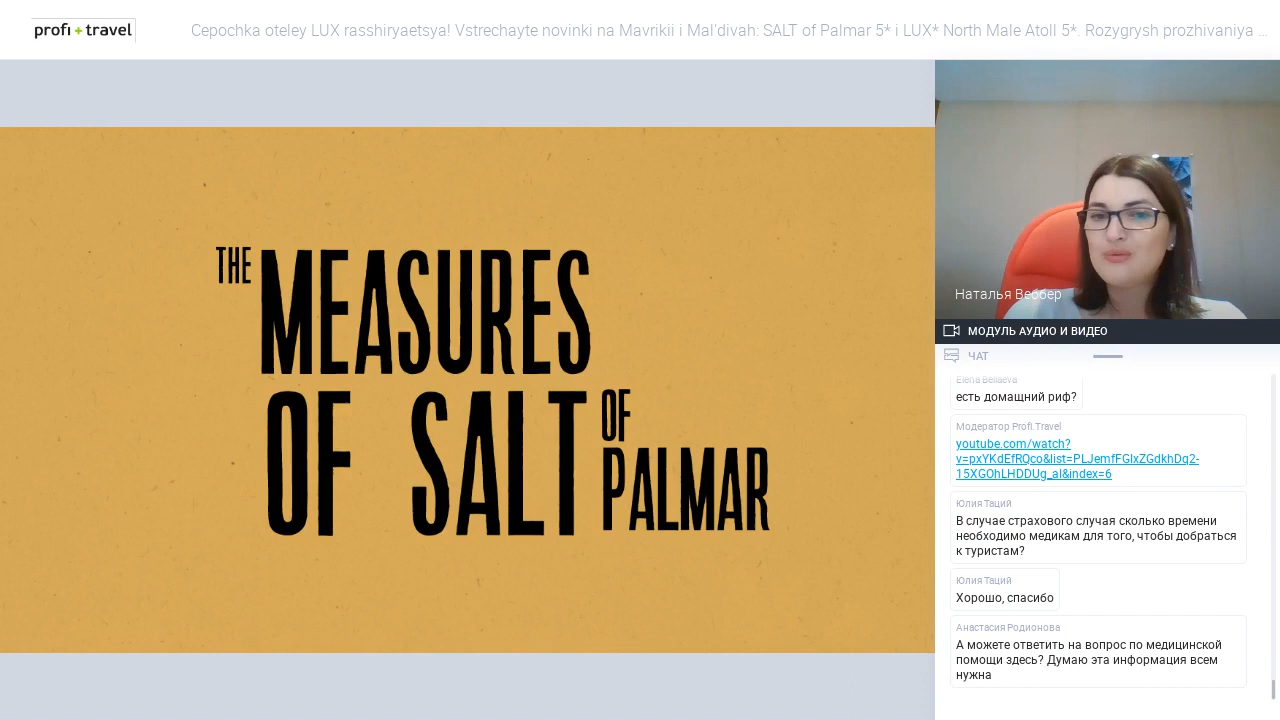 profi + travel
Cepochka oteley LUX rasshiryaetsya! Vstrechayte novinki na Mavrikii i Mal'divah: SALT of Palmar 5* i LUX* North Male Atoll 5*. Rozygrysh prozhivaniya ...
THE
MEASURES
OF SALT
OF
PALMAR
Наталья Веббер
МОДУЛЬ АУДИО И ВИДЕО
ЧАТ
Elena Beliaeva
есть домащний риф?
Модератор Profi.Travel
youtube.com/watch?
v=pxYKdEfRQco&list=PLJemfFGIxZGdkhDq2-
15XGOhLHDDUg_aI&index=6
Юлия Таций
В случае страхового случая сколько времени
необходимо медикам для того, чтобы добраться
к туристам?
Юлия Таций
Хорошо, спасибо
Анастасия Родионова
А можете ответить на вопрос по медицинской
помощи здесь? Думаю эта информация всем
нужна